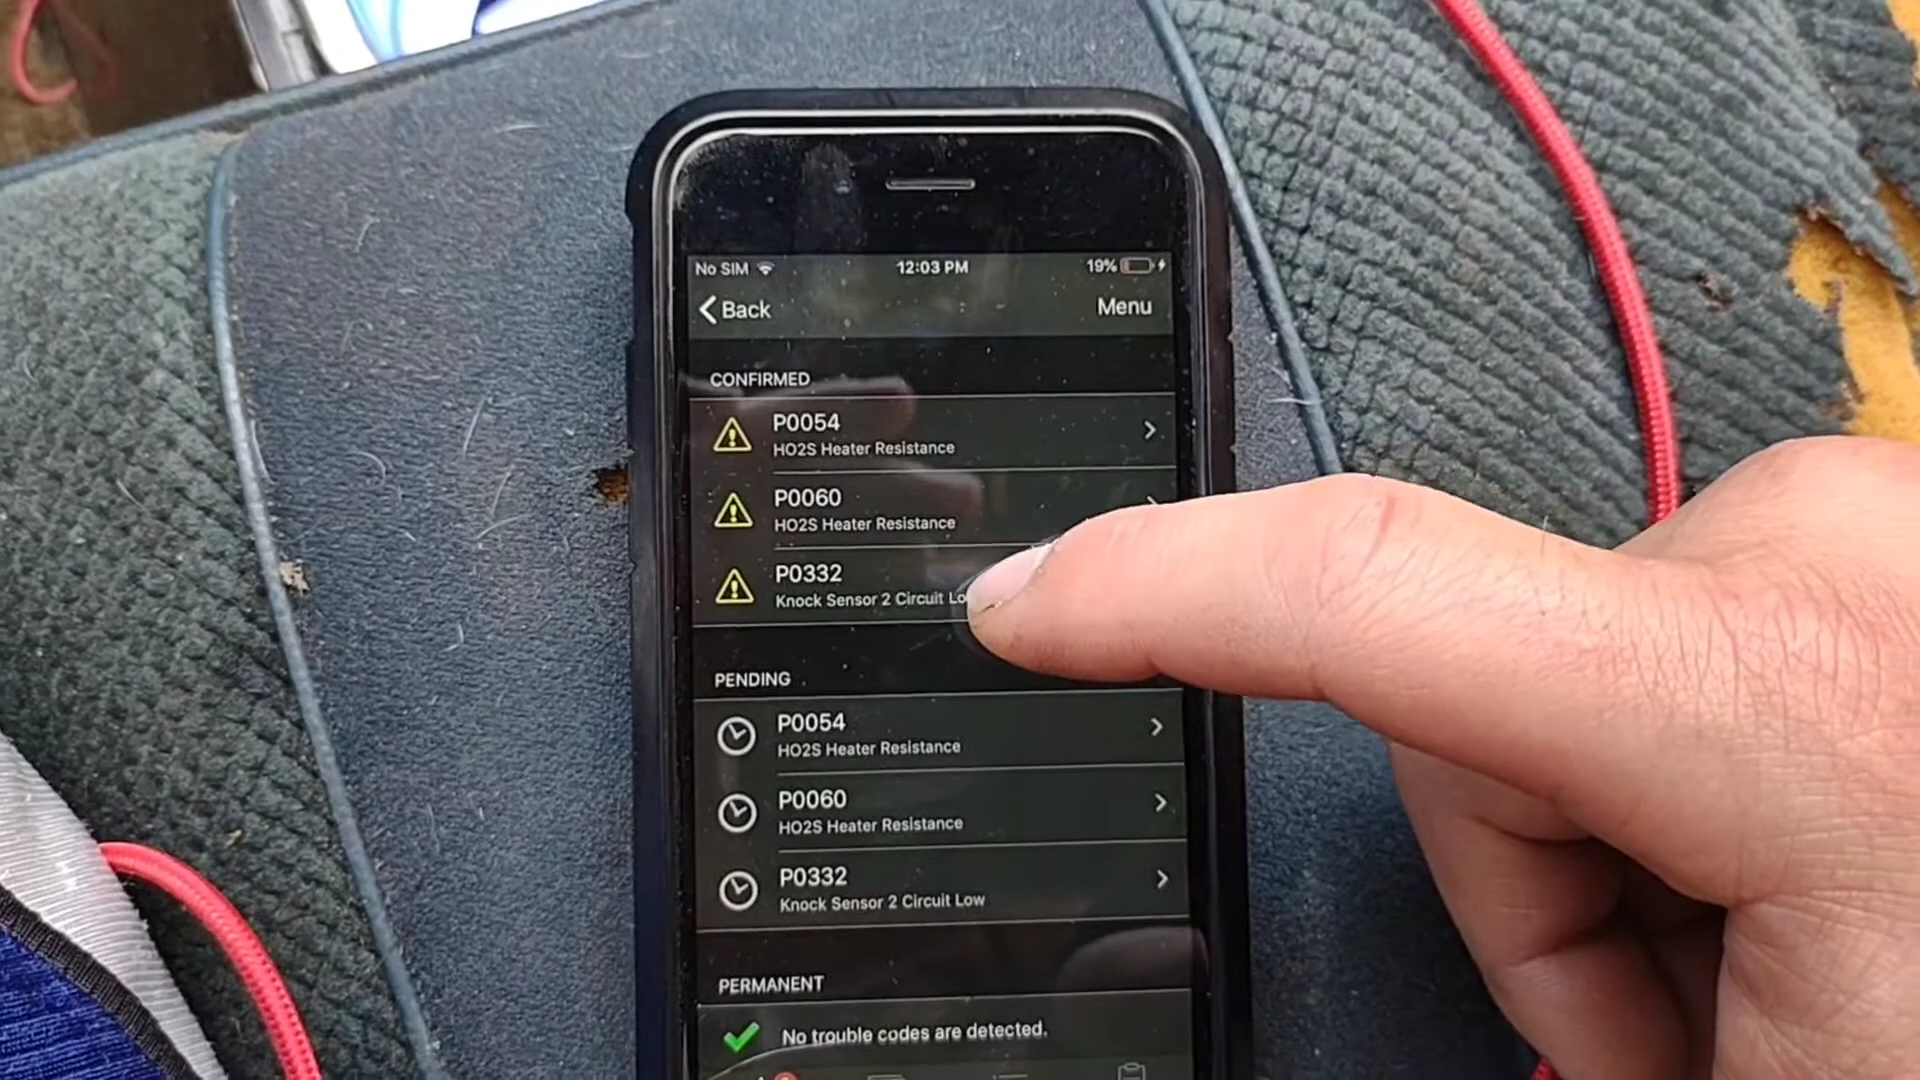 No SIM 12:03 PM 19%
Back Menu
CONFIRMED
P0054
HO2S Heater Resistance
P0060
HO2S Heater Resistance
P0332
Knock Sensor 2 Circuit
PENDING
P0054
HO2S Heater Resistance
P0060
HO2S Heater Resistance
P0332
Knock Sensor 2 Circuit Low
PERMANENT
No trouble codes are detected.